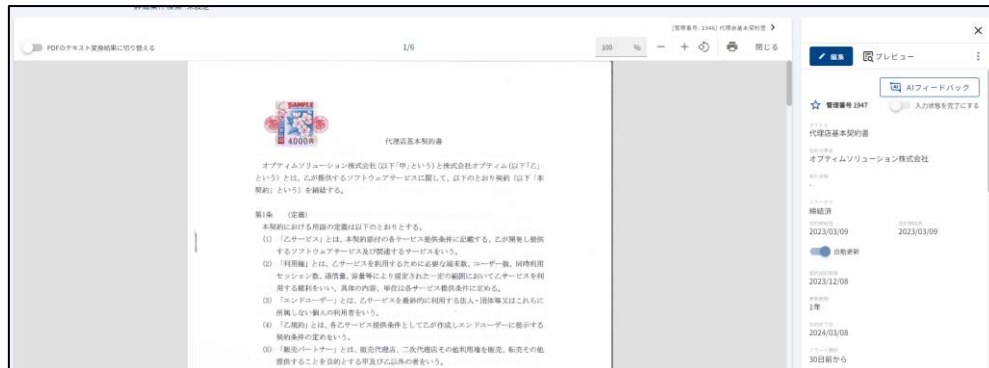 [管理番号: 1946] 代理店基本契約書
PDFのテキスト変換結果に切り替える
1/6
100 %
閉じる
SAMPLE
4,000円
代理店基本契約書
オプティムソリューション株式会社(以下「甲」という)と株式会社オプティム(以下「乙」
という)とは、乙が提供するソフトウェアサービスに関して、以下のとおり契約(以下「本
契約」という)を締結する。
第1条 (定義)
本契約における用語の定義は以下のとおりとする。
(1) 「乙サービス」とは、本契約添付の各サービス提供条件に記載する、乙が開発し提供
するソフトウェアサービス及び関連するサービスをいう。
(2) 「利用権」とは、乙サービスを利用するために必要な端末数、ユーザー数、同時利用
セッション数、通信量、容量等により規定された一定の範囲において乙サービスを利
用する権利をいい、具体の内容、単位は各サービス提供条件に定める。
(3) 「エンドユーザー」とは、乙サービスを最終的に利用する法人・団体等又はこれらに
所属しない個人の利用者をいう。
(4) 「乙規約」とは、各乙サービス提供条件として乙が作成しエンドユーザーに提示する
契約条件の定めをいう。
(5) 「販売パートナー」とは、販売代理店、二次代理店その他利用権を販売、転売その他
提供することを目的とする甲及び乙以外の者をいう。
編集
プレビュー
AIフィードバック
管理番号 1947
入力状態を完了にする
タイトル
代理店基本契約書
オプティムソリューション株式会社
ステータス
締結済
2023/03/09
2023/03/09
自動更新
2023/12/08
1年
2024/03/08
30日前から